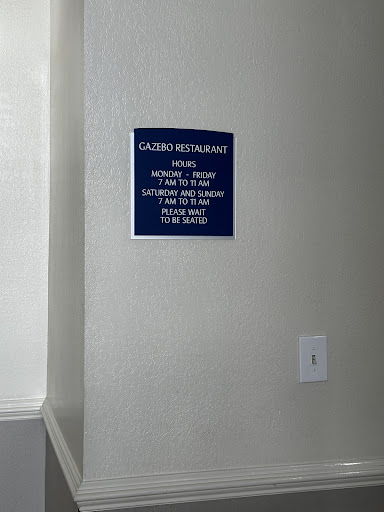 GAZEBO RESTAURANT
HOURS
MONDAY - FRIDAY
7 AM TO 11 AM
SATURDAY AND SUNDAY
7 AM TO 11 AM
PLEASE WAIT
TO BE SEATED